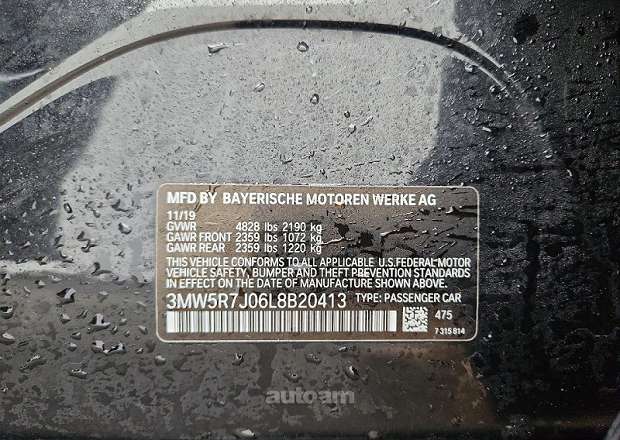 MFD BY BAYERISCHE MOTOREN WERKE AG
11/19
GVWR 4828 lbs 2190 kg
GAWR FRONT 2359 lbs 1072 kg
GAWR REAR 2359 lbs 1220 kg
THIS VEHICLE CONFORMS TO ALL APPLICABLE U.S.FEDERAL MOTOR
VEHICLE SAFETY, BUMPER AND THEFT PREVENTION STANDARDS
IN EFFECT ON THE DATE OF MANUFACTURE SHOWN ABOVE.
3MW5R7J06L8B20413 TYPE: PASSENGER CAR
475
7 315 814
autoam